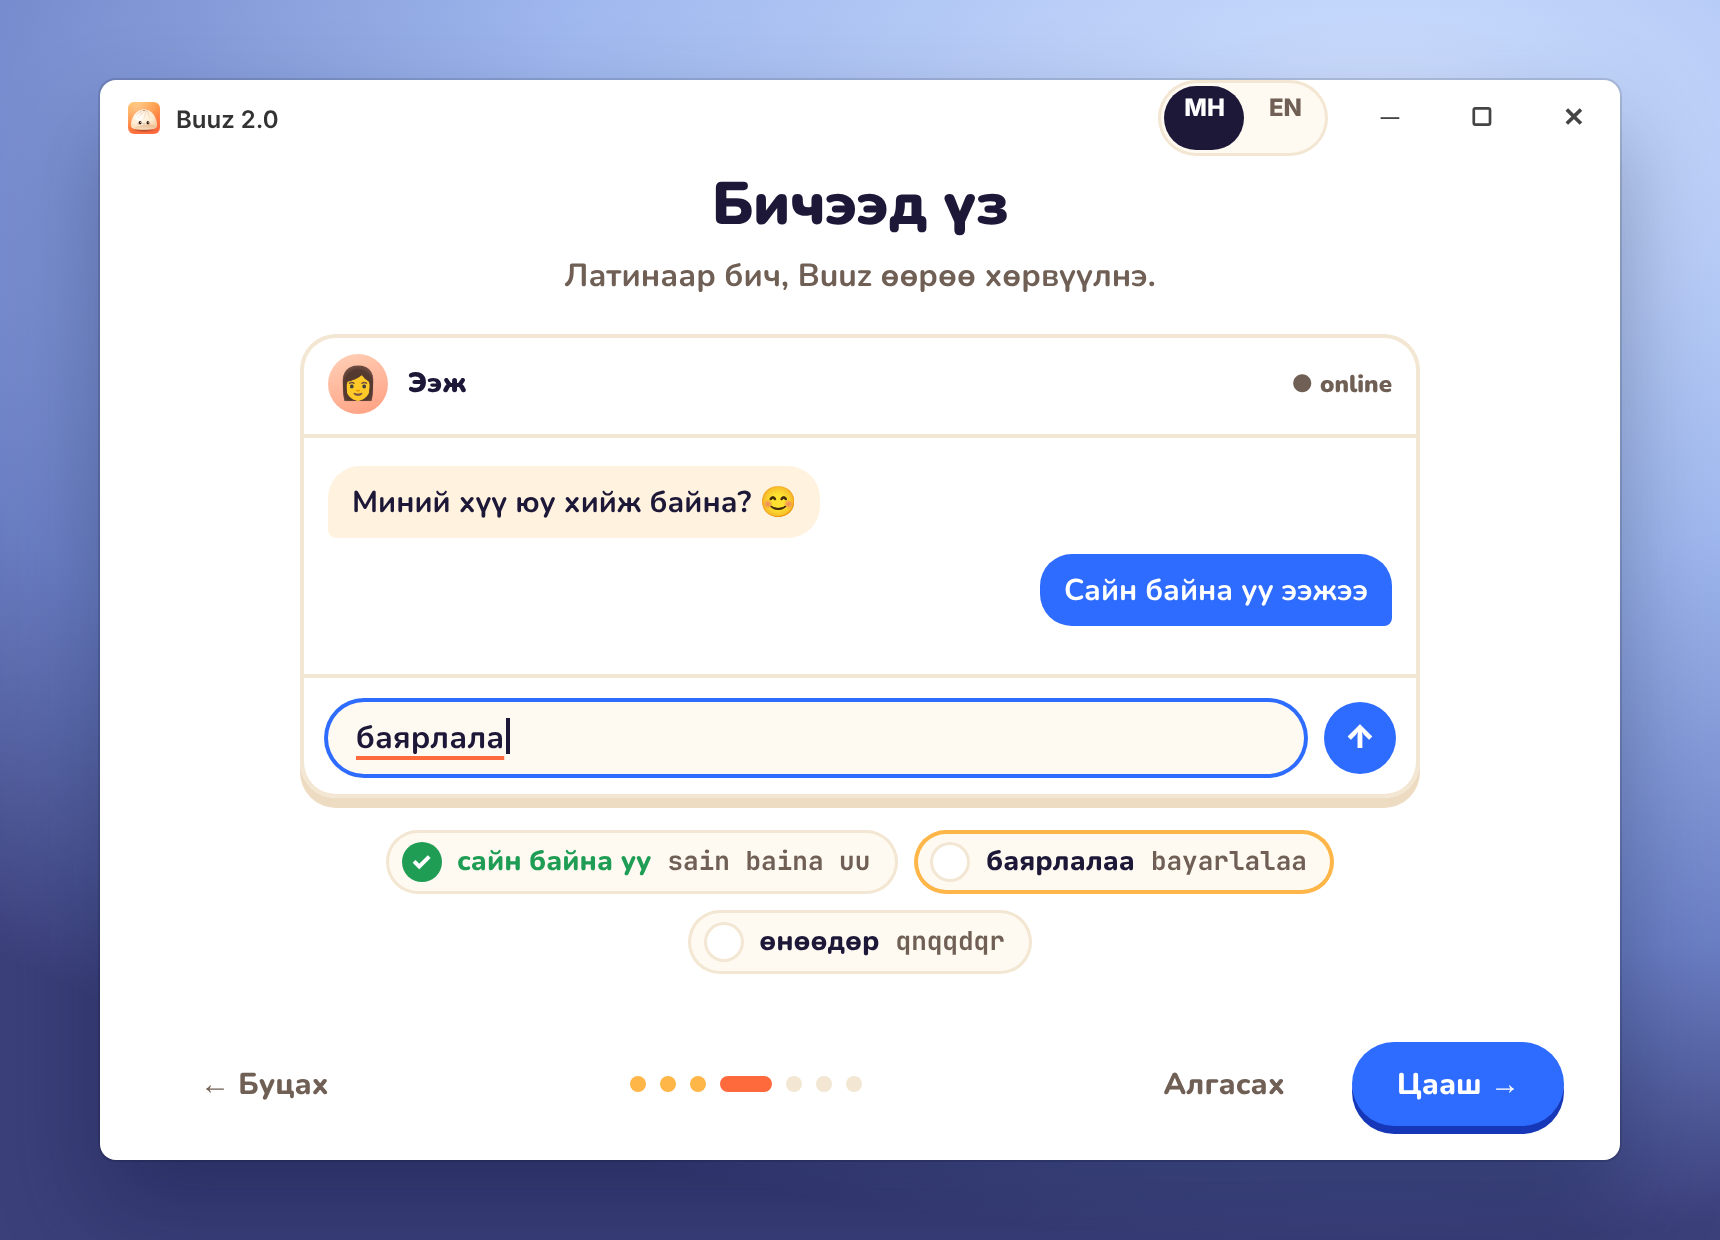 Buuz 2.0
МН EN
Бичээд үз
Латинаар бич, Buuz өөрөө хөрвүүлнэ.
Ээж
online
Миний хүү юу хийж байна? 😊
Сайн байна уу ээжээ
баярлала
сайн байна уу sain baina uu
баярлалаа bayarlalaa
өнөөдөр qnqqdqr
← Буцах
Алгасах
Цааш →